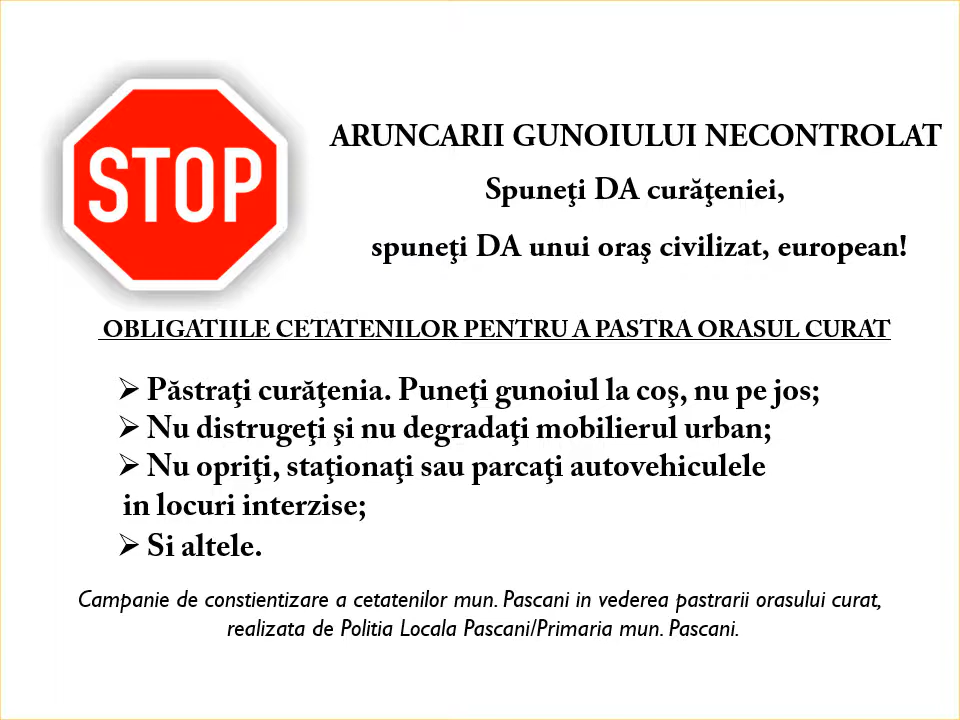 STOP
ARUNCARII GUNOIULUI NECONTROLAT
Spuneţi DA curăţeniei,
spuneţi DA unui oraş civilizat, european!
OBLIGATIILE CETATENILOR PENTRU A PASTRA ORASUL CURAT
➢ Păstraţi curăţenia. Puneţi gunoiul la coş, nu pe jos;
➢ Nu distrugeţi şi nu degradaţi mobilierul urban;
➢ Nu opriţi, staţionaţi sau parcaţi autovehiculele
in locuri interzise;
➢ Si altele.
Campanie de constientizare a cetatenilor mun. Pascani in vederea pastrarii orasului curat,
realizata de Politia Locala Pascani/Primaria mun. Pascani.